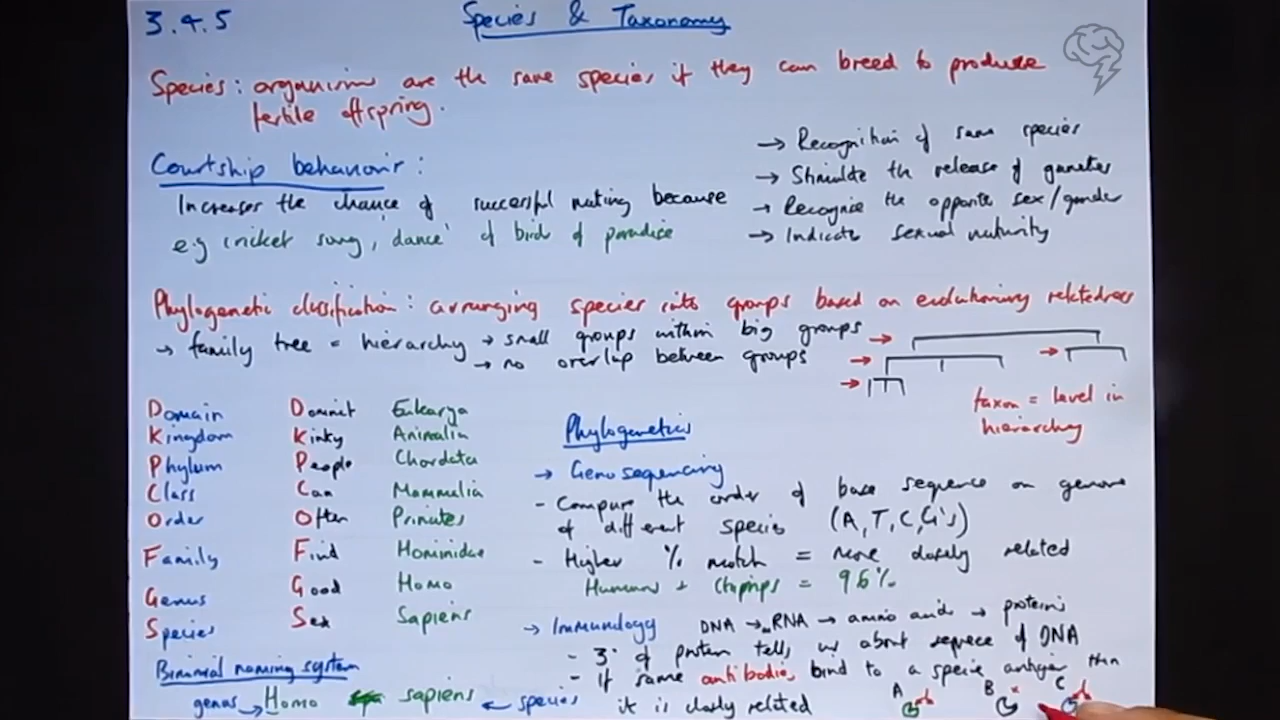 3.4.5 Species & Taxonomy
Species: organisms are the same species if they can breed to produce
fertile offspring.
Courtship behaviour:
Increases the chance of successful mating because
e.g cricket song, dance of bird of paradise
→ Recognition of same species
→ Stimulate the release of gametes
→ Recognise the opposite sex/gender
→ Indicate sexual maturity
Phylogenetic classification: arranging species into groups based on evolutionary relatedness
→ family tree = hierarchy → small groups within big groups
→ no overlap between groups
taxon = level in
hierarchy
Domain Dominet Eukarya
Kingdom Kinky Animalia
Phylum People Chordata
Class Can Mammalia
Order Often Primates
Family Find Hominidae
Genus Good Homo
Species Sex Sapiens
Binomial naming system
genus → Homo sapiens ← species
Phylogenetics
→ Genosequencing
- Compare the order of base sequence on genome
of different species (A,T,C,G's)
- Higher % match = more closely related
Humans + Chimps = 96%
→ Immunology DNA → mRNA → amino acids → proteins
- 3° of protein tells us about sequece of DNA
- if same antibodies bind to a specie antigen then
it is closely related
A B C